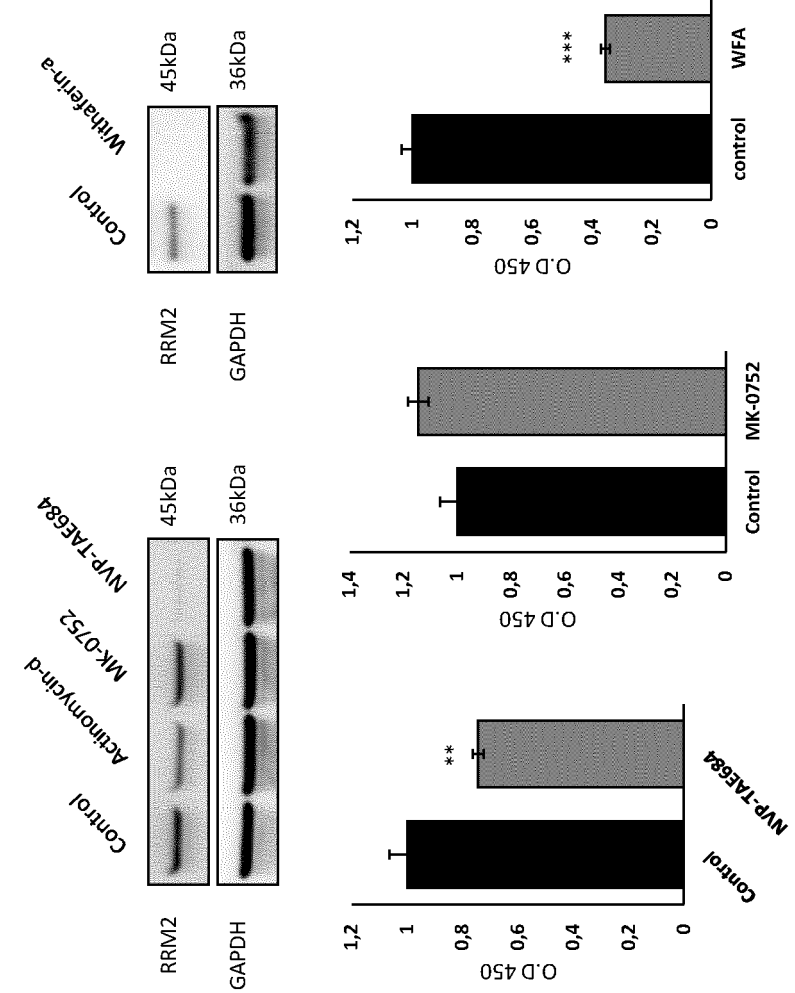 Control
Actinomycin-d
MK-0752
NVP-TAE684
RRM2
45kDa
GAPDH
36kDa
Control
Withaferin-a
RRM2
45kDa
GAPDH
36kDa
O.D 450
1,2
1
0,8
0,6
0,4
0,2
0
**
Control
NVP-TAE684
O.D 450
1,4
1,2
1
0,8
0,6
0,4
0,2
0
Control
MK-0752
O.D 450
1,2
1
0,8
0,6
0,4
0,2
0
***
control
WFA